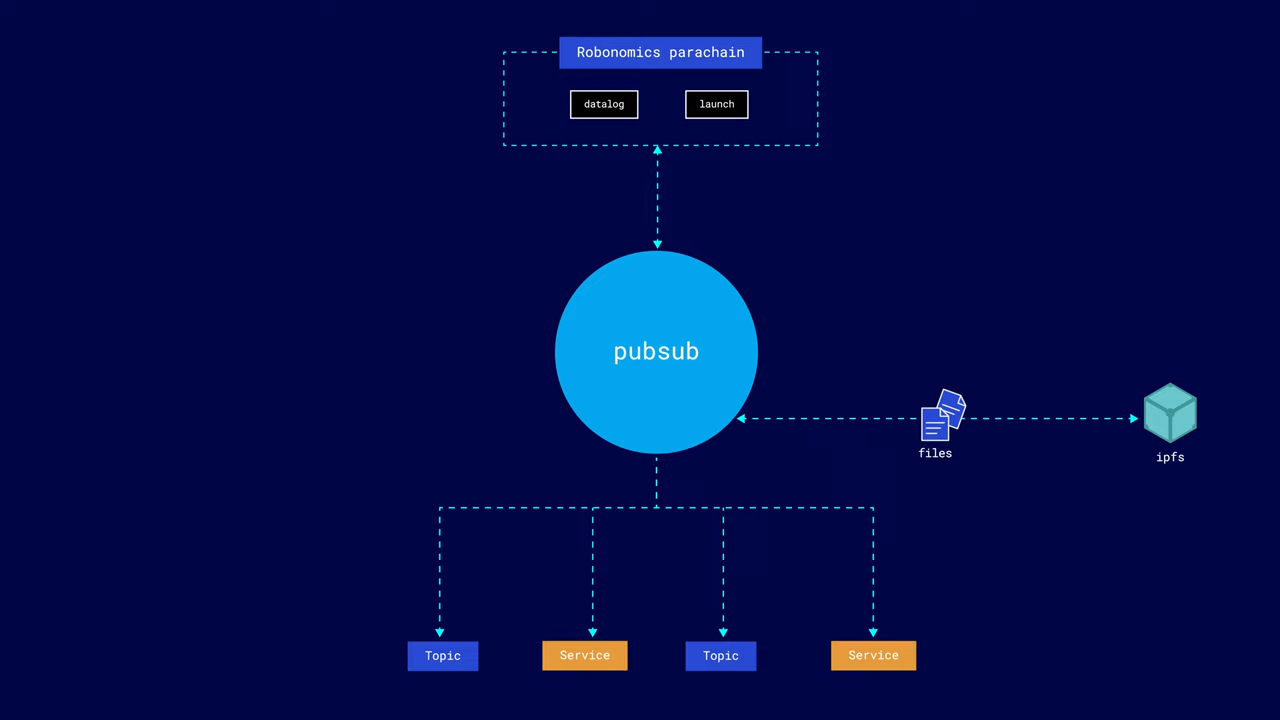 Robonomics parachain
datalog
launch
pubsub
files
ipfs
Topic
Service
Topic
Service